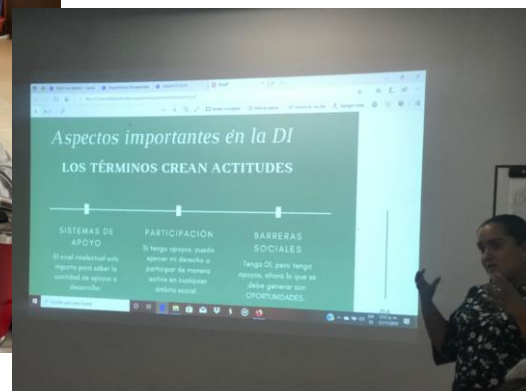 Aspectos importantes en la DI
LOS TÉRMINOS CREAN ACTITUDES
SISTEMAS DE
APOYO
El nivel intelectual solo
importa para saber la
cantidad de apoyos a
desarrollar
PARTICIPACIÓN
Si tengo apoyos, puedo
ejercer mi derecho a
participar de manera
activa en cualquier
ámbito social
BARRERAS
SOCIALES
Tengo DI, pero tengo
apoyos, ahora lo que se
debe generar son
OPORTUNIDADES.